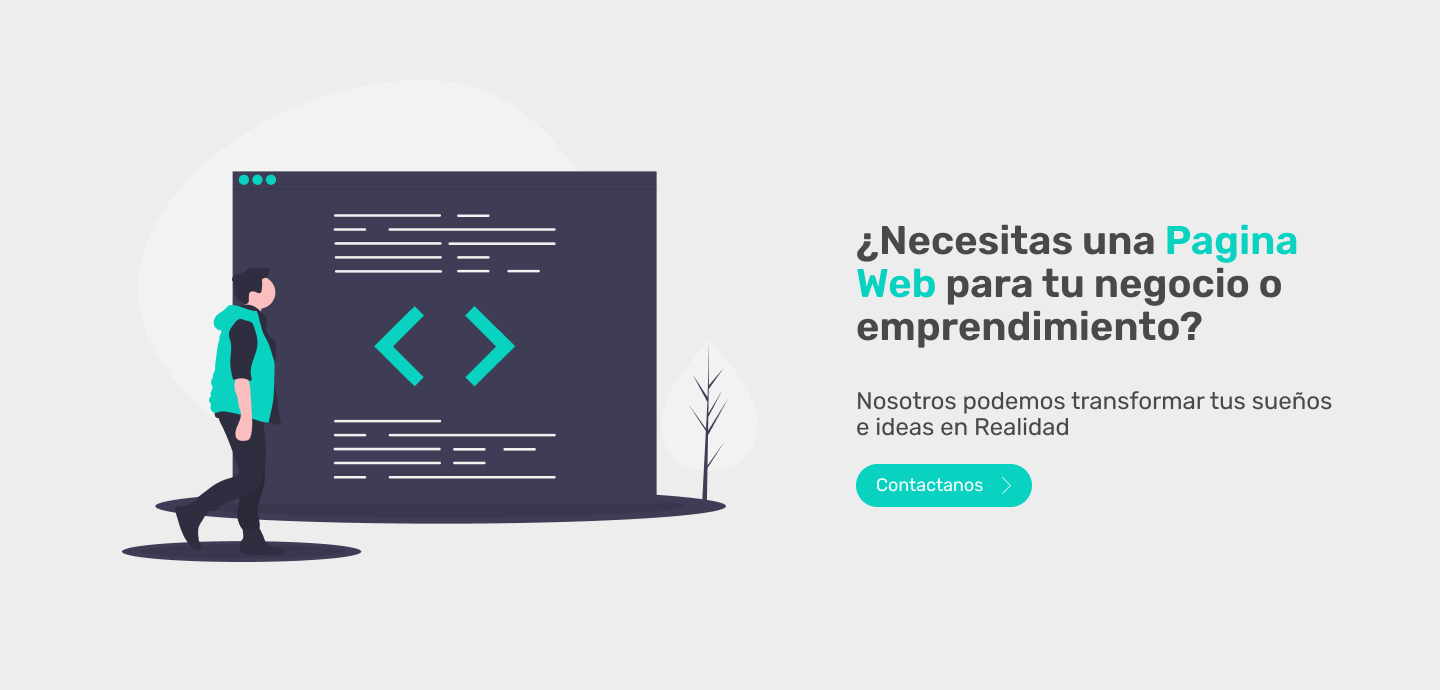 ¿Necesitas una Pagina
Web para tu negocio o
emprendimiento?
Nosotros podemos transformar tus sueños
e ideas en Realidad
Contactanos